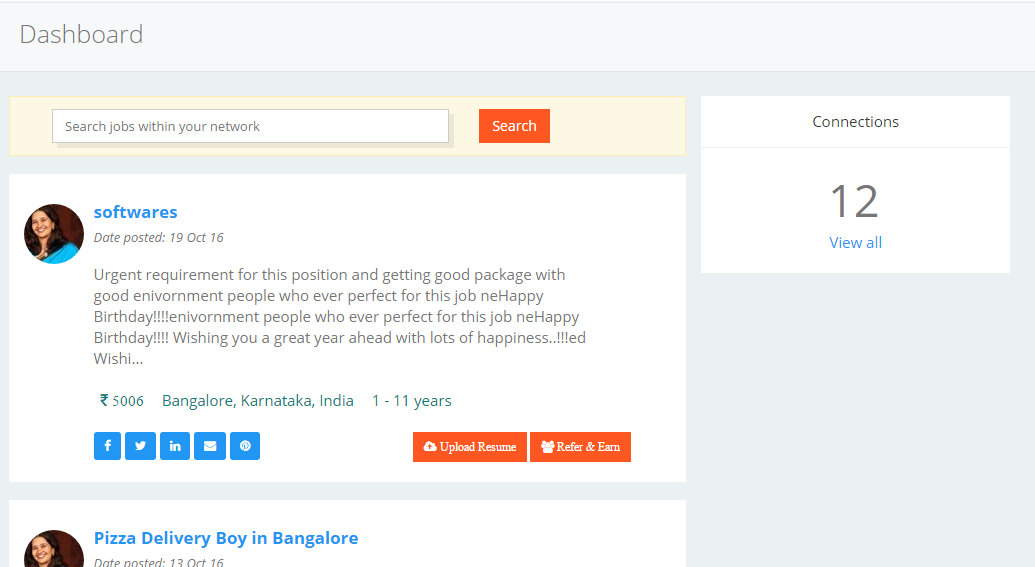 Dashboard
Search jobs within your network
Search
Connections
12
View all
softwares
Date posted: 19 Oct 16
Urgent requirement for this position and getting good package with
good enivornment people who ever perfect for this job neHappy
Birthday!!!!enivornment people who ever perfect for this job neHappy
Birthday!!!! Wishing you a great year ahead with lots of happiness..!!!ed
Wishi...
₹ 5006 Bangalore, Karnataka, India 1 - 11 years
Upload Resume Refer & Earn
Pizza Delivery Boy in Bangalore
Date posted: 13 Oct 16